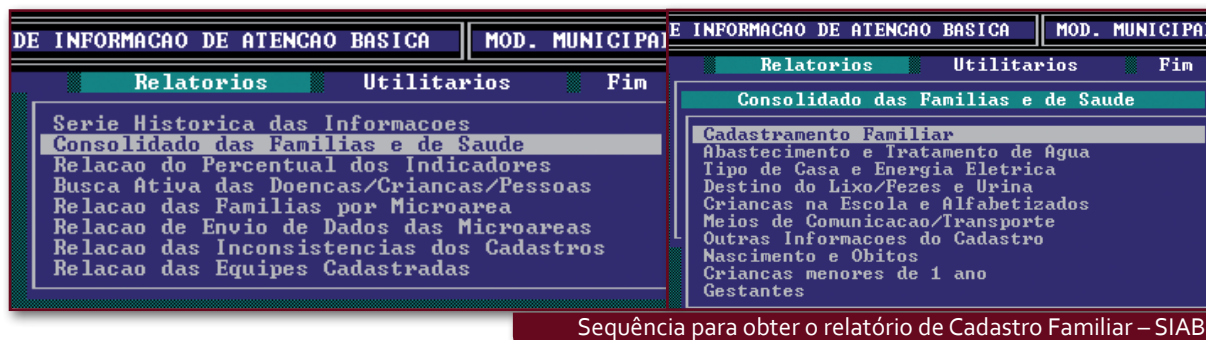 DE INFORMACAO DE ATENCAO BASICA MOD. MUNICIPA
Relatorios Utilitarios Fim
Serie Historica das Informacoes
Consolidado das Familias e de Saude
Relacao do Percentual dos Indicadores
Busca Ativa das Doencas/Criancas/Pessoas
Relacao das Familias por Microarea
Relacao de Envio de Dados das Microareas
Relacao das Inconsistencias dos Cadastros
Relacao das Equipes Cadastradas
E INFORMACAO DE ATENCAO BASICA MOD. MUNICIPA
Relatorios Utilitarios Fim
Consolidado das Familias e de Saude
Cadastramento Familiar
Abastecimento e Tratamento de Agua
Tipo de Casa e Energia Eletrica
Destino do Lixo/Fezes e Urina
Criancas na Escola e Alfabetizados
Meios de Comunicacao/Transporte
Outras Informacoes do Cadastro
Nascimento e Obitos
Criancas menores de 1 ano
Gestantes
Sequência para obter o relatório de Cadastro Familiar – SIAB